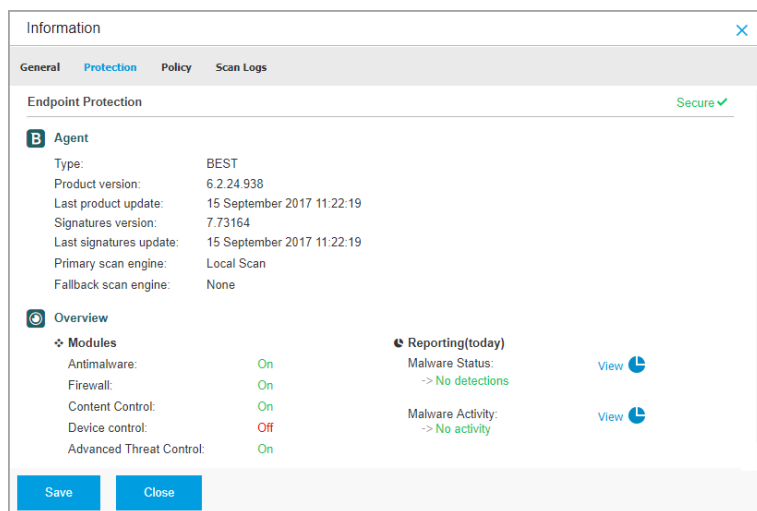 Information
General Protection Policy Scan Logs
Endpoint Protection Secure
B Agent
Type: BEST
Product version: 6.2.24.938
Last product update: 15 September 2017 11:22:19
Signatures version: 7.73164
Last signatures update: 15 September 2017 11:22:19
Primary scan engine: Local Scan
Fallback scan engine: None
Overview
Modules
Antimalware: On
Firewall: On
Content Control: On
Device control: Off
Advanced Threat Control: On
Reporting(today)
Malware Status: View
-> No detections
Malware Activity: View
-> No activity
Save Close